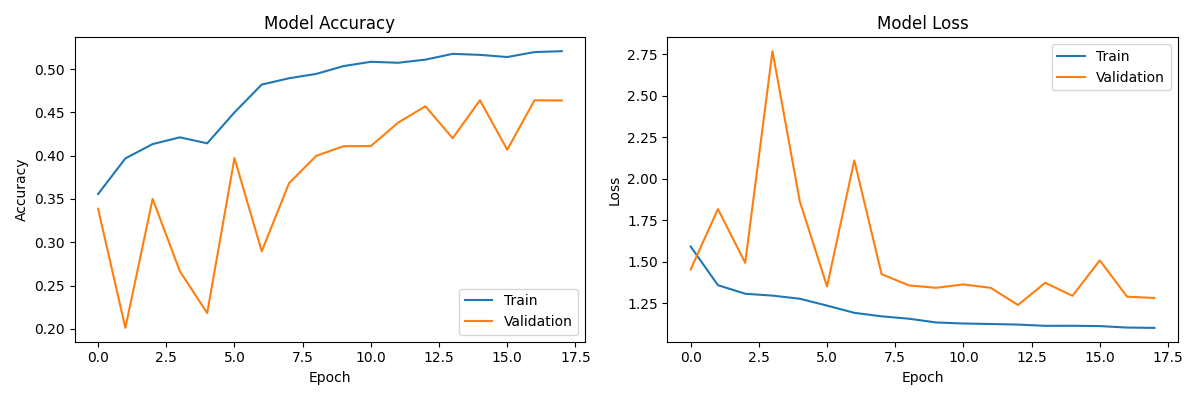 Model Accuracy
Accuracy
0.50
0.45
0.40
0.35
0.30
0.25
0.20
Train
Validation
0.0 2.5 5.0 7.5 10.0 12.5 15.0 17.5
Epoch
Model Loss
Loss
2.75
2.50
2.25
2.00
1.75
1.50
1.25
Train
Validation
0.0 2.5 5.0 7.5 10.0 12.5 15.0 17.5
Epoch